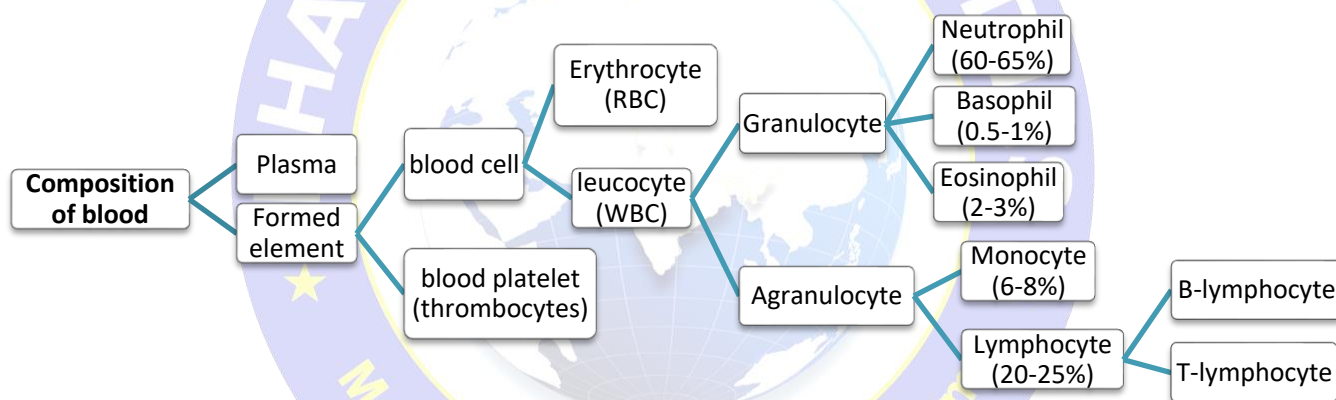 Composition
of blood
Plasma
Formed
element
blood cell
blood platelet
(thrombocytes)
Erythrocyte
(RBC)
leucocyte
(WBC)
Granulocyte
Agranulocyte
Neutrophil
(60-65%)
Basophil
(0.5-1%)
Eosinophil
(2-3%)
Monocyte
(6-8%)
Lymphocyte
(20-25%)
B-lymphocyte
T-lymphocyte
HA
M